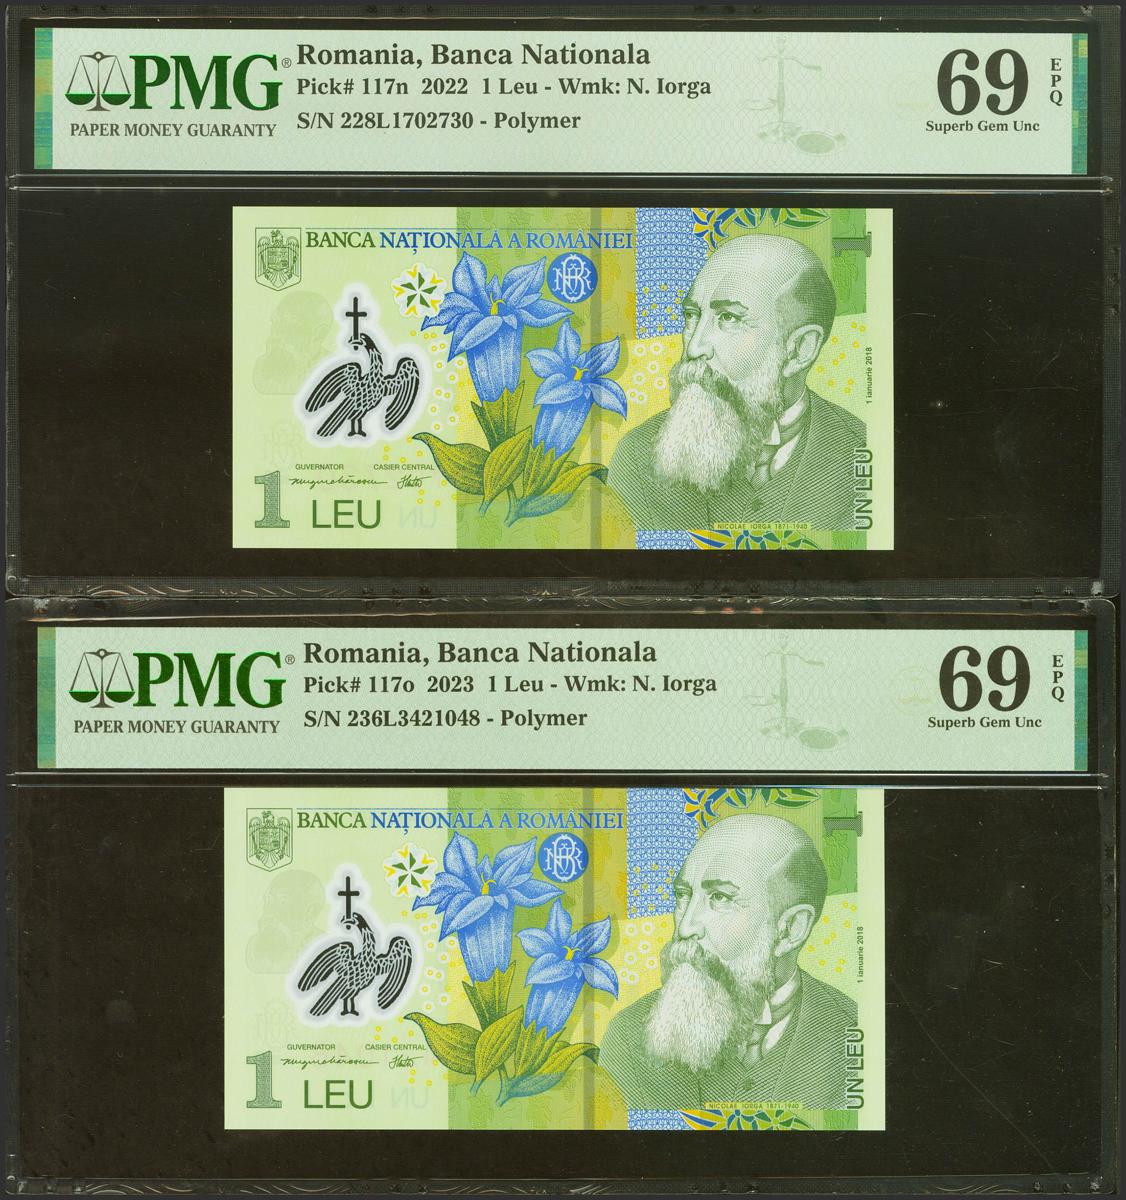 PMG®
PAPER MONEY GUARANTY
Romania, Banca Nationala
Pick# 117n 2022 1 Leu - Wmk: N. Iorga
S/N 228L1702730 - Polymer
69 EPQ
Superb Gem Unc
BANCA NAȚIONALĂ A ROMÂNIEI
1
1 ianuarie 2018
GUVERNATOR CASIER CENTRAL
1 LEU
UN LEU
NICOLAE IORGA 1871-1940
PMG®
PAPER MONEY GUARANTY
Romania, Banca Nationala
Pick# 117o 2023 1 Leu - Wmk: N. Iorga
S/N 236L3421048 - Polymer
69 EPQ
Superb Gem Unc
BANCA NAȚIONALĂ A ROMÂNIEI
1
1 ianuarie 2018
GUVERNATOR CASIER CENTRAL
1 LEU
UN LEU
NICOLAE IORGA 1871-1940